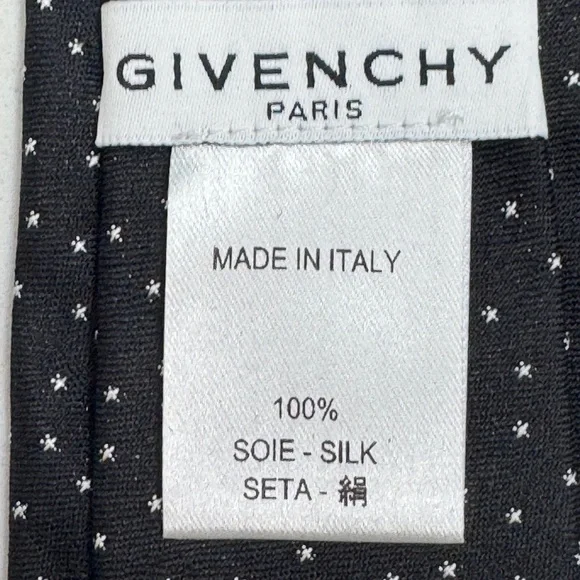 GIVENCHY
PARIS
MADE IN ITALY
100%
SOIE - SILK
SETA - 絹